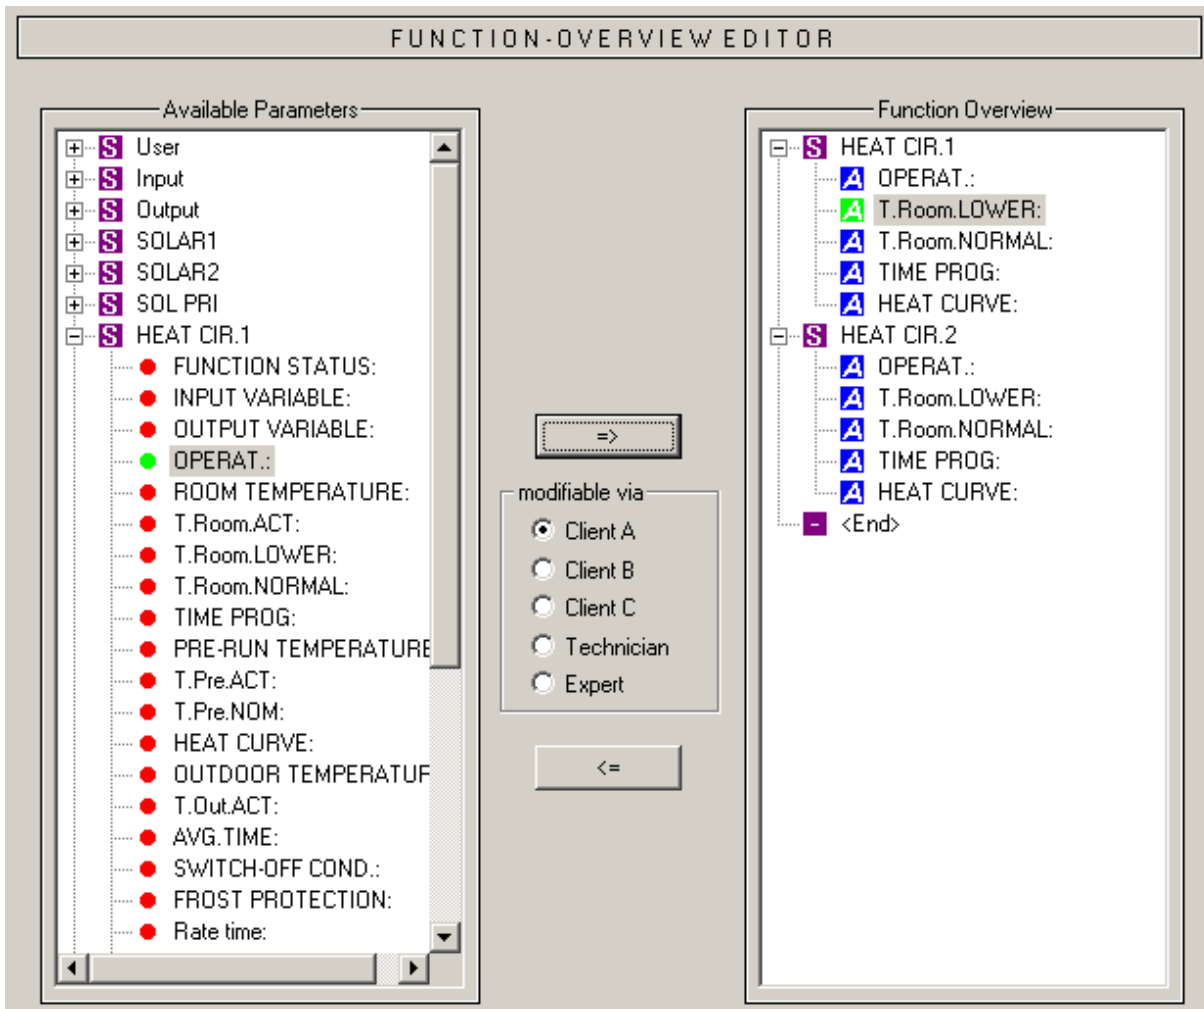 FUNCTION-OVERVIEW EDITOR
Available Parameters
S User
S Input
S Output
S SOLAR1
S SOLAR2
S SOL PRI
S HEAT CIR.1
FUNCTION STATUS:
INPUT VARIABLE:
OUTPUT VARIABLE:
OPERAT.:
ROOM TEMPERATURE:
T.Room.ACT:
T.Room.LOWER:
T.Room.NORMAL:
TIME PROG:
PRE-RUN TEMPERATURE
T.Pre.ACT:
T.Pre.NOM:
HEAT CURVE:
OUTDOOR TEMPERATUR
T.Out.ACT:
AVG.TIME:
SWITCH-OFF COND.:
FROST PROTECTION:
Rate time:
=>
modifiable via
Client A
Client B
Client C
Technician
Expert
<=
Function Overview
S HEAT CIR.1
A OPERAT.:
A T.Room.LOWER:
A T.Room.NORMAL:
A TIME PROG:
A HEAT CURVE:
S HEAT CIR.2
A OPERAT.:
A T.Room.LOWER:
A T.Room.NORMAL:
A TIME PROG:
A HEAT CURVE:
- <End>